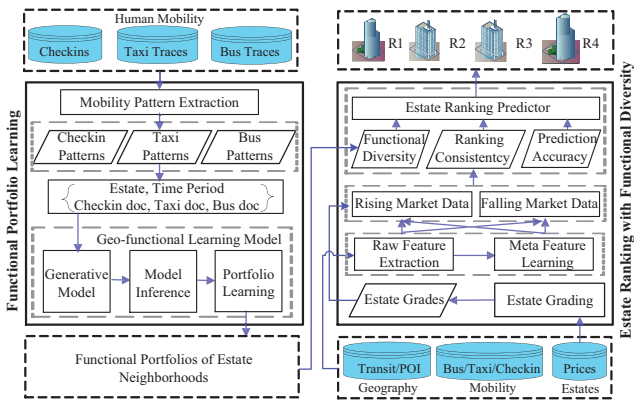 Human Mobility
Checkins
Taxi Traces
Bus Traces
Functional Portfolio Learning
Mobility Pattern Extraction
Checkin
Patterns
Taxi
Patterns
Bus
Patterns
Estate, Time Period
Checkin doc, Taxi doc, Bus doc
Geo-functional Learning Model
Generative
Model
Model
Inference
Portfolio
Learning
Functional Portfolios of Estate
Neighborhoods
R1
R2
R3
R4
Estate Ranking with Functional Diversity
Estate Ranking Predictor
Functional
Diversity
Ranking
Consistency
Prediction
Accuracy
Rising Market Data
Falling Market Data
Raw Feature
Extraction
Meta Feature
Learning
Estate Grades
Estate Grading
Transit/POI
Geography
Bus/Taxi/Checkin
Mobility
Prices
Estates